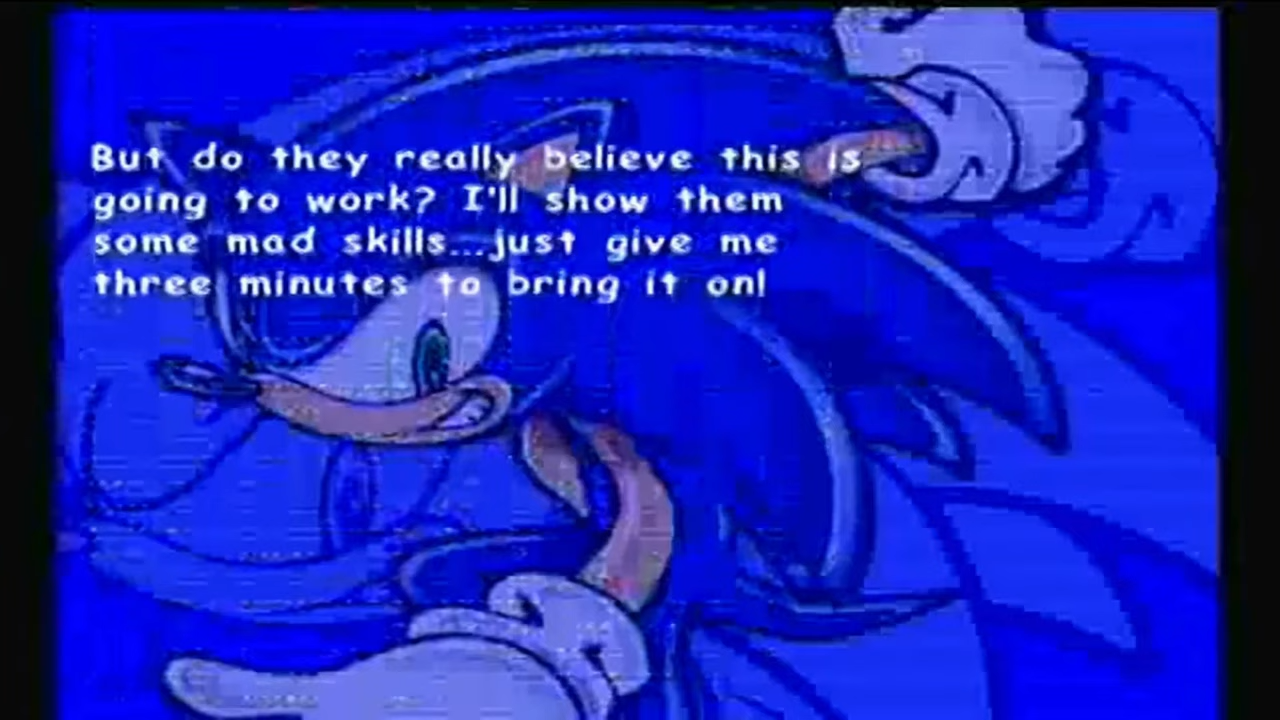 But do they really believe this is
going to work? I'll show them
some mad skills...just give me
three minutes to bring it on!